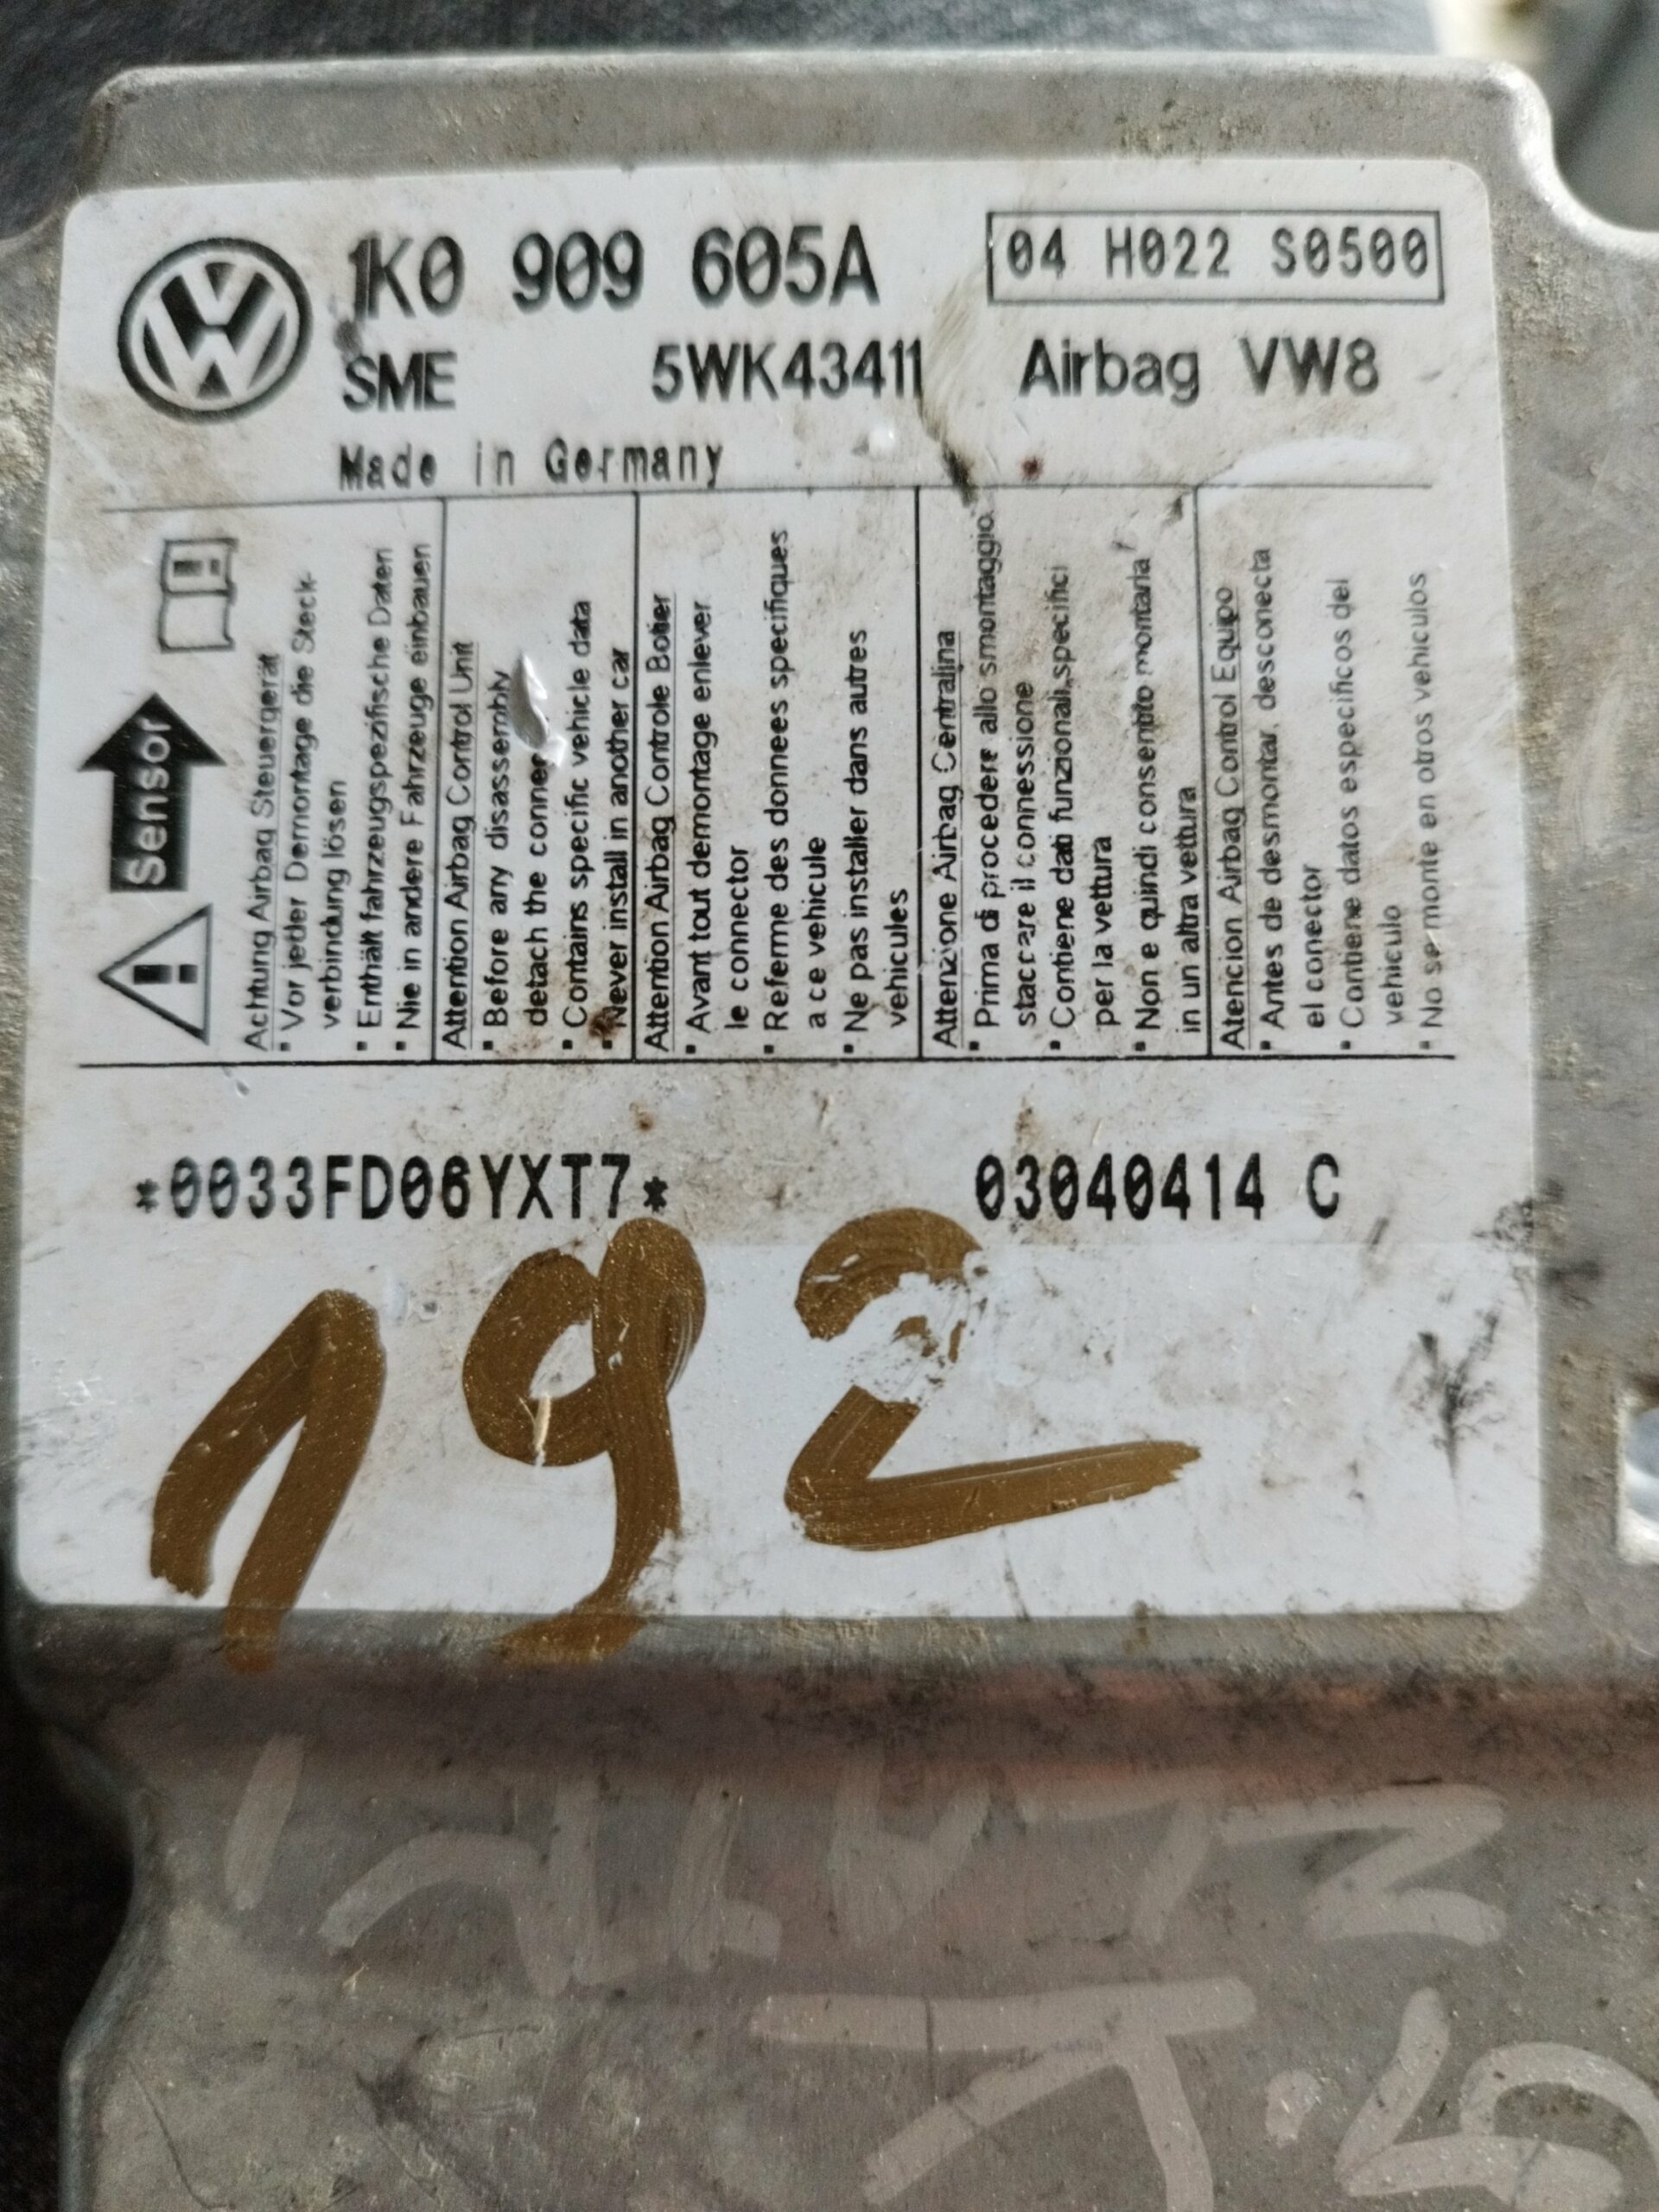 1K0 909 605A
04 H022 S0500
SME 5WK43411 Airbag VW8
Made in Germany
Sensor
Achtung Airbag Steuergerät
▪ Vor jeder Demontage die Steck-
verbindung lösen
▪ Enthält fahrzeugspezifische Daten
▪ Nie in andere Fahrzeuge einbauen
Attention Airbag Control Unit
▪ Before any disassembly
detach the connec
▪ Contains specific vehicle data
▪ Never install in another car
Attention Airbag Controle Boitier
▪ Avant tout demontage enlever
le connector
▪ Referme des donnees specifiques
a ce vehicule
▪ Ne pas installer dans autres
vehicules
Attenzione Airbag Centralina
▪ Prima di procedere allo smontaggio
staccare il connessione
▪ Contiene dati funzionali specifici
per la vettura
▪ Non e quindi consentito montarla
in un altra vettura
Atencion Airbag Control Equipo
▪ Antes de desmontar, desconecta
el conector
▪ Contiene datos especificos del
vehiculo
▪ No se monte en otros vehiculos
*0033FD06YXT7* 03040414 C
192